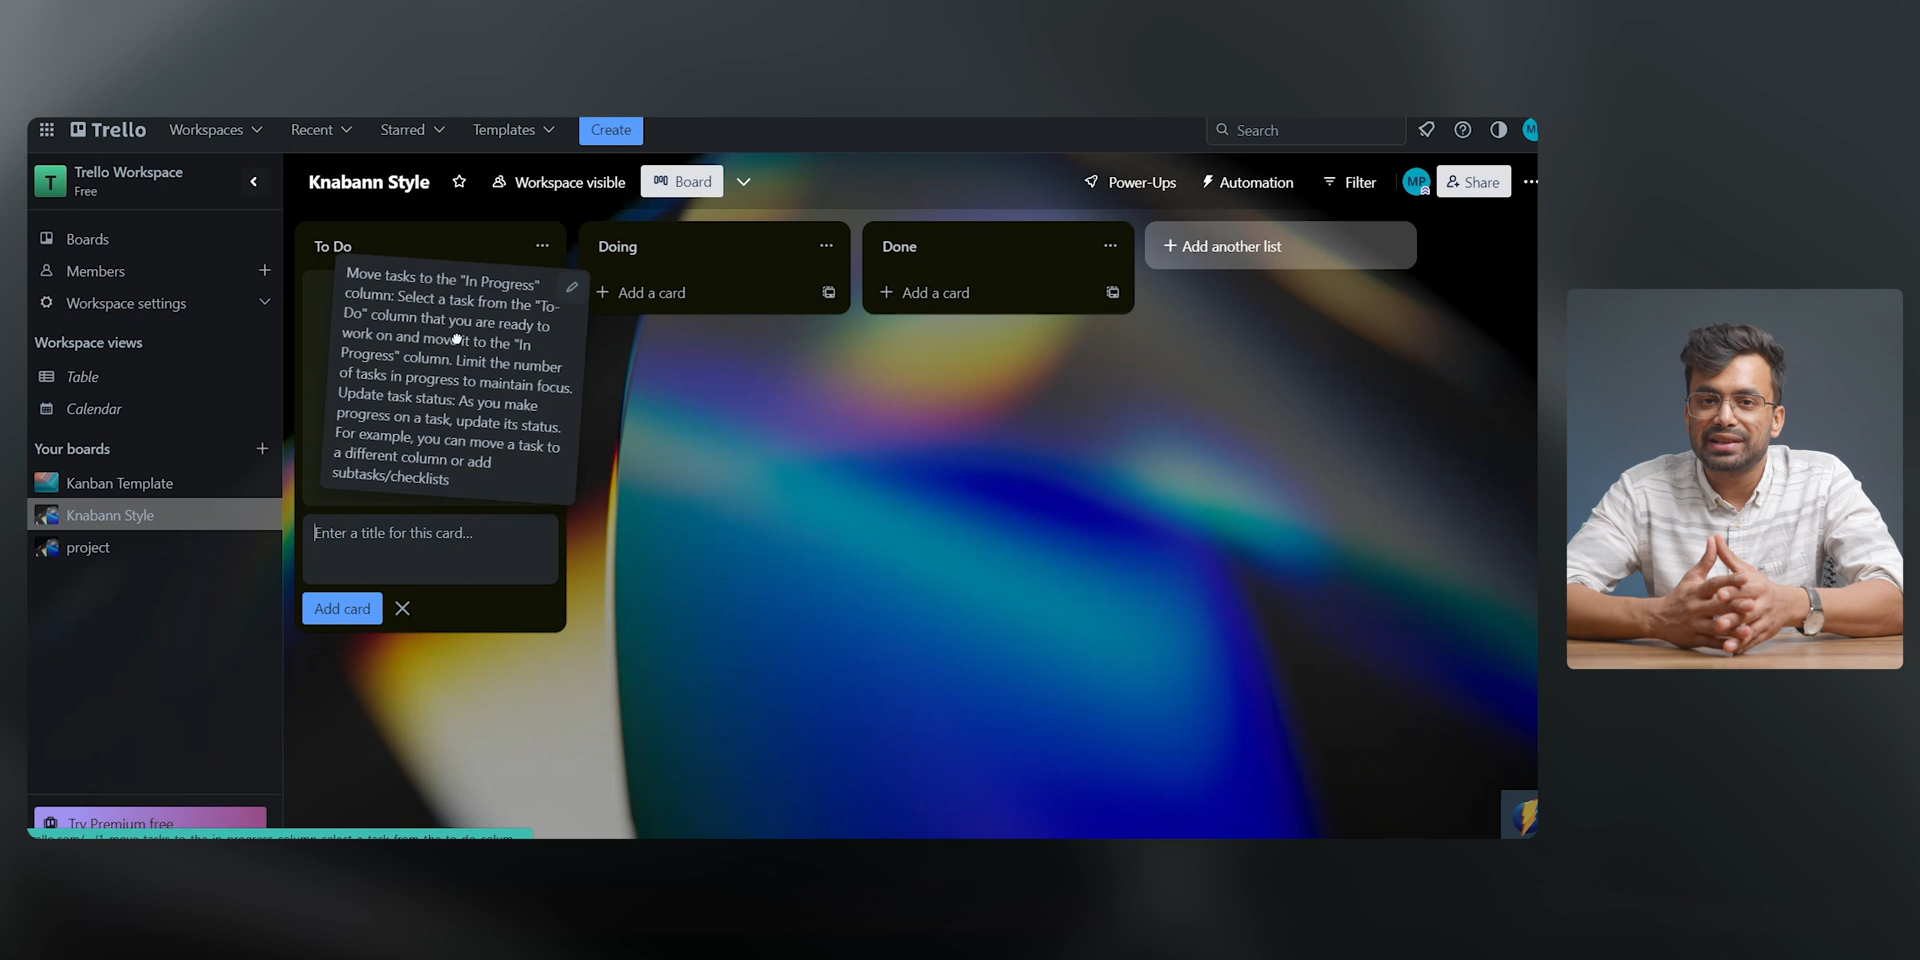 Trello
Workspaces
Recent
Starred
Templates
Create
Search
Trello Workspace
Free
T
Knabann Style
Workspace visible
Board
Power-Ups
Automation
Filter
MP
Share
Boards
Members
Workspace settings
Workspace views
Table
Calendar
Your boards
Kanban Template
Knabann Style
project
Try Premium free
To Do
Move tasks to the "In Progress"
column: Select a task from the "To-
Do" column that you are ready to
work on and move it to the "In
Progress" column. Limit the number
of tasks in progress to maintain focus.
Update task status: As you make
progress on a task, update its status.
For example, you can move a task to
a different column or add
subtasks/checklists
Enter a title for this card...
Add card
Doing
+ Add a card
Done
+ Add a card
+ Add another list